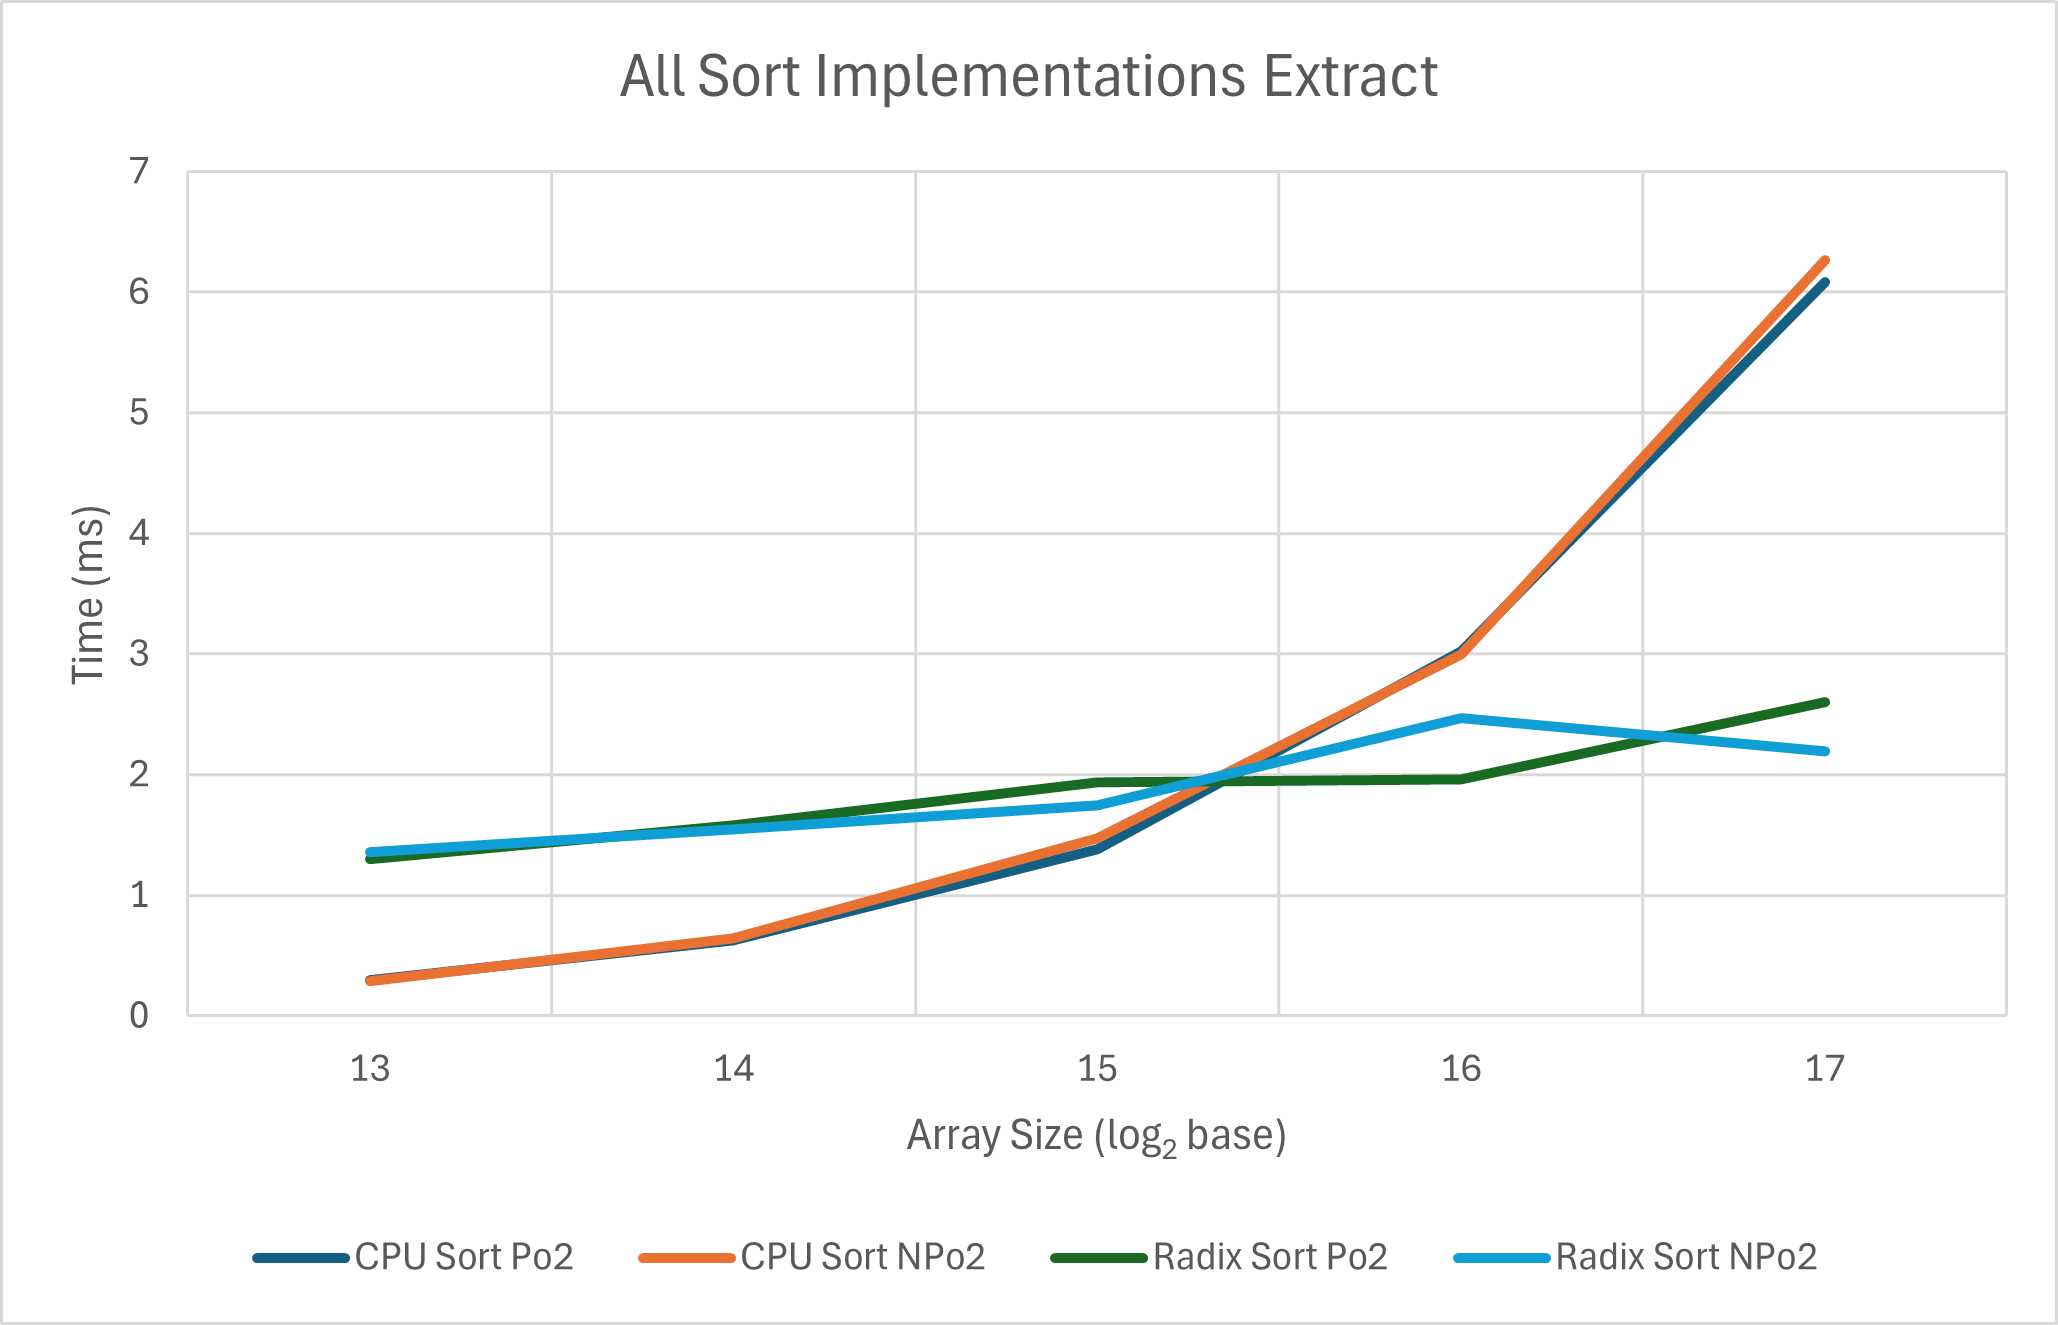 All Sort Implementations Extract
7
6
5
4
3
2
1
0
Time (ms)
13 14 15 16 17
Array Size (log₂ base)
CPU Sort Po2 CPU Sort NPo2 Radix Sort Po2 Radix Sort NPo2